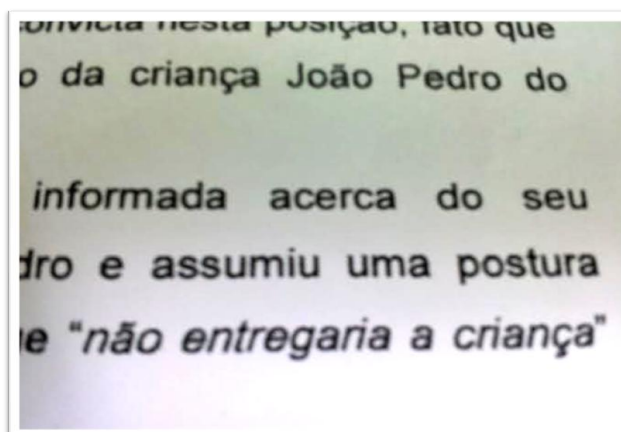 convicta nesta posição, fato que
o da criança João Pedro do
informada acerca do seu
dro e assumiu uma postura
e “não entregaria a criança”